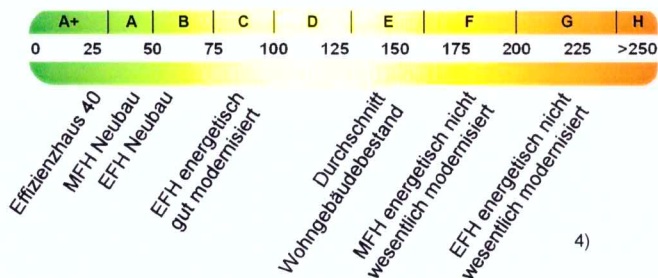 A+ A B C D E F G H
0 25 50 75 100 125 150 175 200 225 >250
Effizienzhaus 40
MFH Neubau
EFH Neubau
EFH energetisch
gut modernisiert
Durchschnitt
Wohngebäudebestand
MFH energetisch nicht
wesentlich modernisiert
EFH energetisch nicht
wesentlich modernisiert
4)